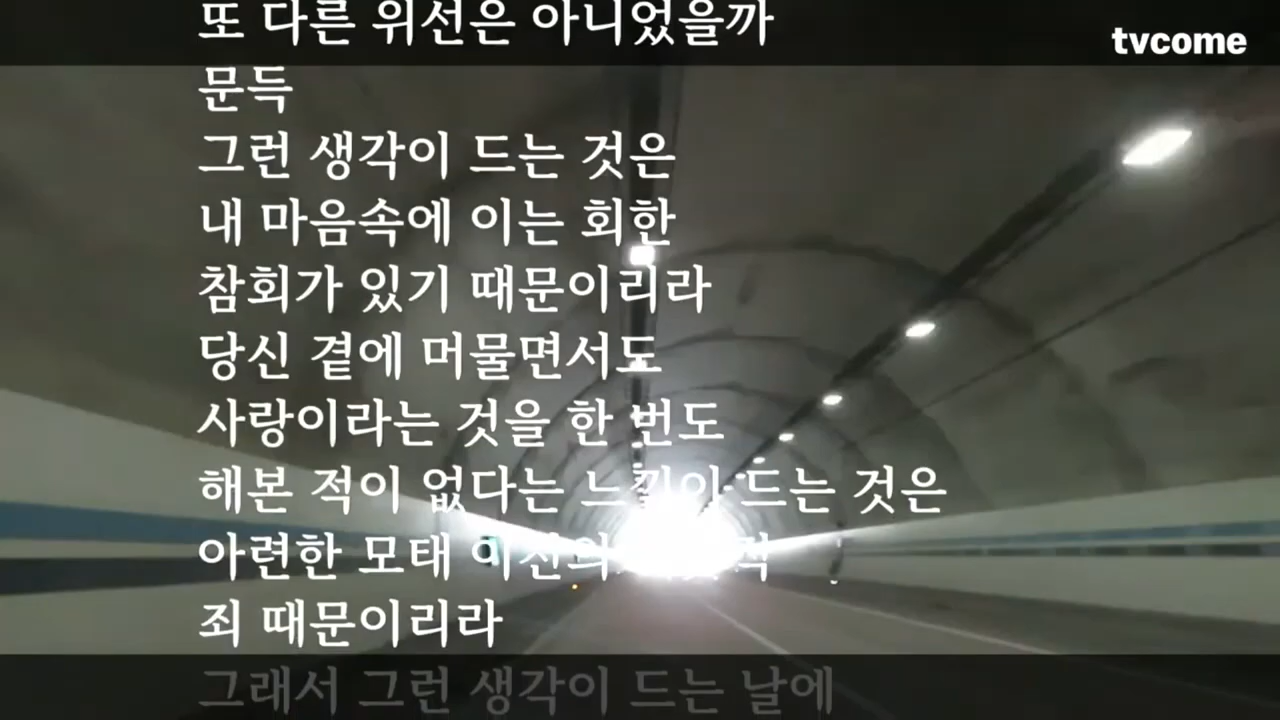 또 다른 위선은 아니었을까
tvcome
문득
그런 생각이 드는 것은
내 마음속에 이는 회한
참회가 있기 때문이리라
당신 곁에 머물면서도
사랑이라는 것을 한 번도
해본 적이 없다는 느낌이 드는 것은
아련한 모태 이전의
죄 때문이리라
그래서 그런 생각이 드는 날에